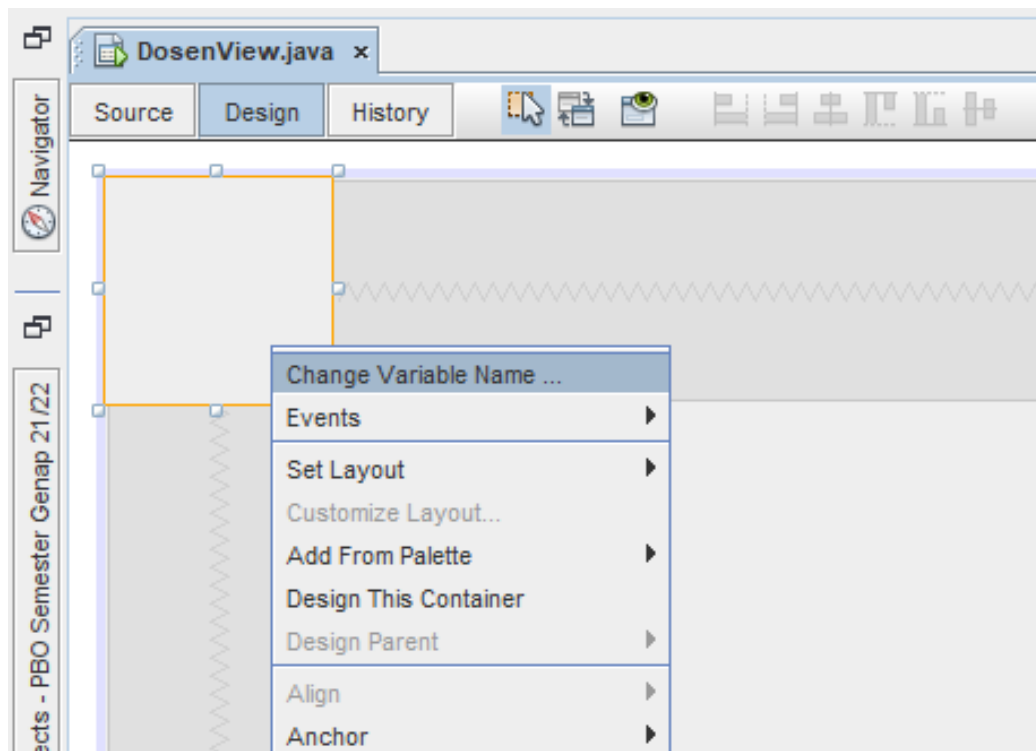 DosenView.java
Source Design History
Navigator
ects - PBO Semester Genap 21/22
Change Variable Name ...
Events
Set Layout
Customize Layout...
Add From Palette
Design This Container
Design Parent
Align
Anchor